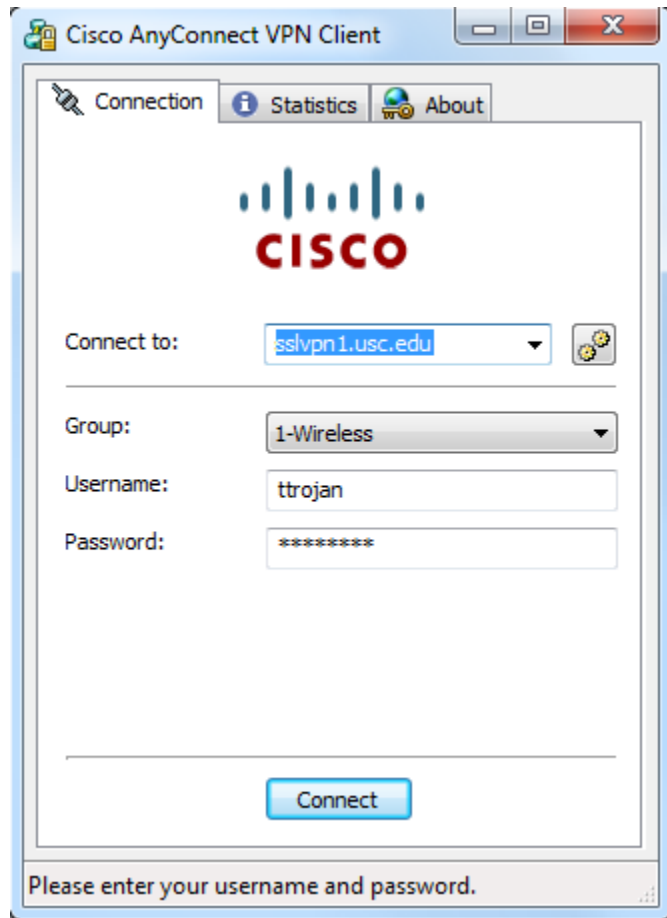 Cisco AnyConnect VPN Client
Connection Statistics About
CISCO
Connect to: sslvpn1.usc.edu
Group: 1-Wireless
Username: ttrojan
Password: ********
Connect
Please enter your username and password.